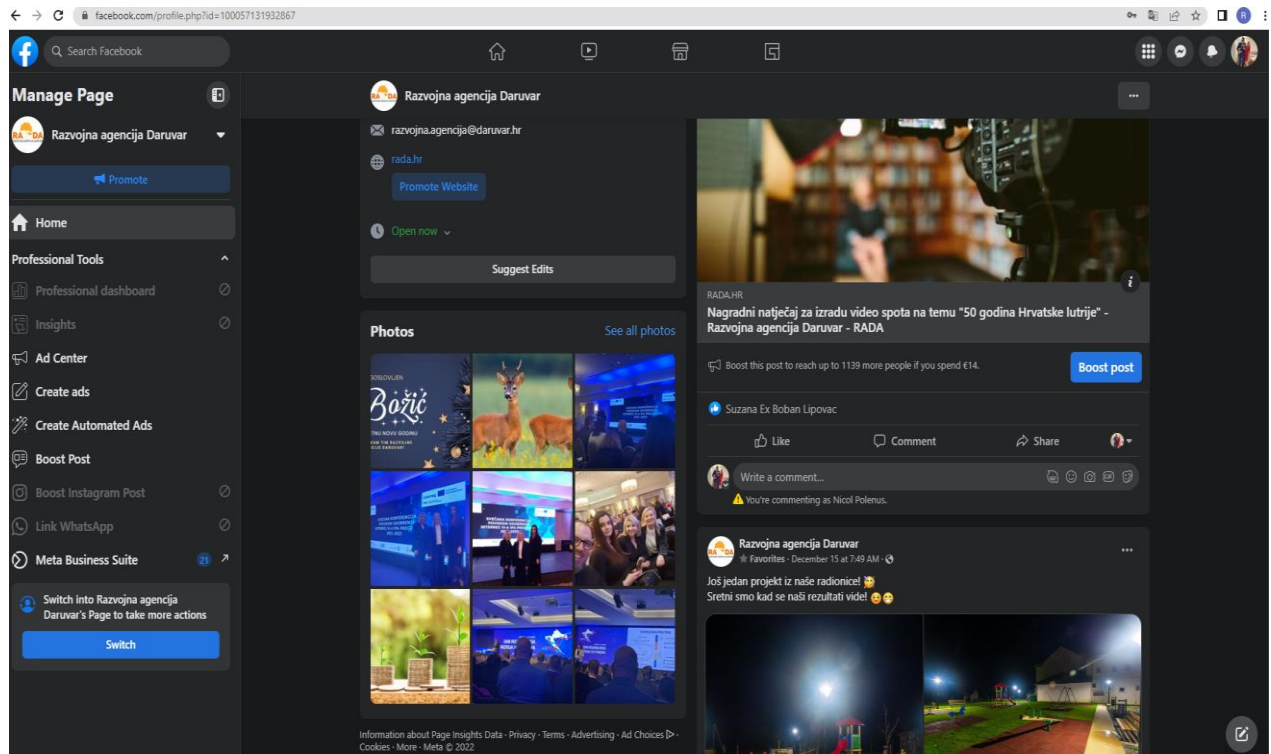 facebook.com/profile.php?id=100057131932867
R
Search Facebook
Manage Page
RA DA
Razvojna agencija Daruvar
Promote
Home
Professional Tools
Professional dashboard
Insights
Ad Center
Create ads
Create Automated Ads
Boost Post
Boost Instagram Post
Link WhatsApp
Meta Business Suite
21
Switch into Razvojna agencija
Daruvar's Page to take more actions
Switch
RA DA
Razvojna agencija Daruvar
razvojna.agencija@daruvar.hr
rada.hr
Promote Website
Open now
Suggest Edits
Photos
See all photos
Božić
Information about Page Insights Data · Privacy · Terms · Advertising · Ad Choices ·
Cookies · More · Meta © 2022
RADA.HR
Nagradni natječaj za izradu video spota na temu "50 godina Hrvatske lutrije" -
Razvojna agencija Daruvar - RADA
Boost this post to reach up to 1139 more people if you spend €14.
Boost post
Suzana Ex Boban Lipovac
Like
Comment
Share
Write a comment...
You're commenting as Nicol Polenus.
RA DA
Razvojna agencija Daruvar
Favorites · December 15 at 7:49 AM ·
Još jedan projekt iz naše radionice!
Sretni smo kad se naši rezultati vide!